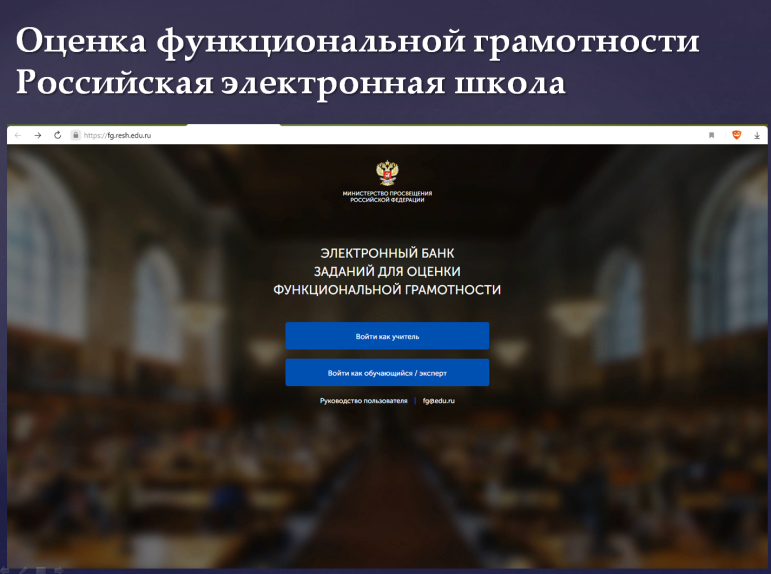 Оценка функциональной грамотности
Российская электронная школа
https://fg.resh.edu.ru
МИНИСТЕРСТВО ПРОСВЕЩЕНИЯ
РОССИЙСКОЙ ФЕДЕРАЦИИ
ЭЛЕКТРОННЫЙ БАНК
ЗАДАНИЙ ДЛЯ ОЦЕНКИ
ФУНКЦИОНАЛЬНОЙ ГРАМОТНОСТИ
Войти как учитель
Войти как обучающийся / эксперт
Руководство пользователя | fg@edu.ru